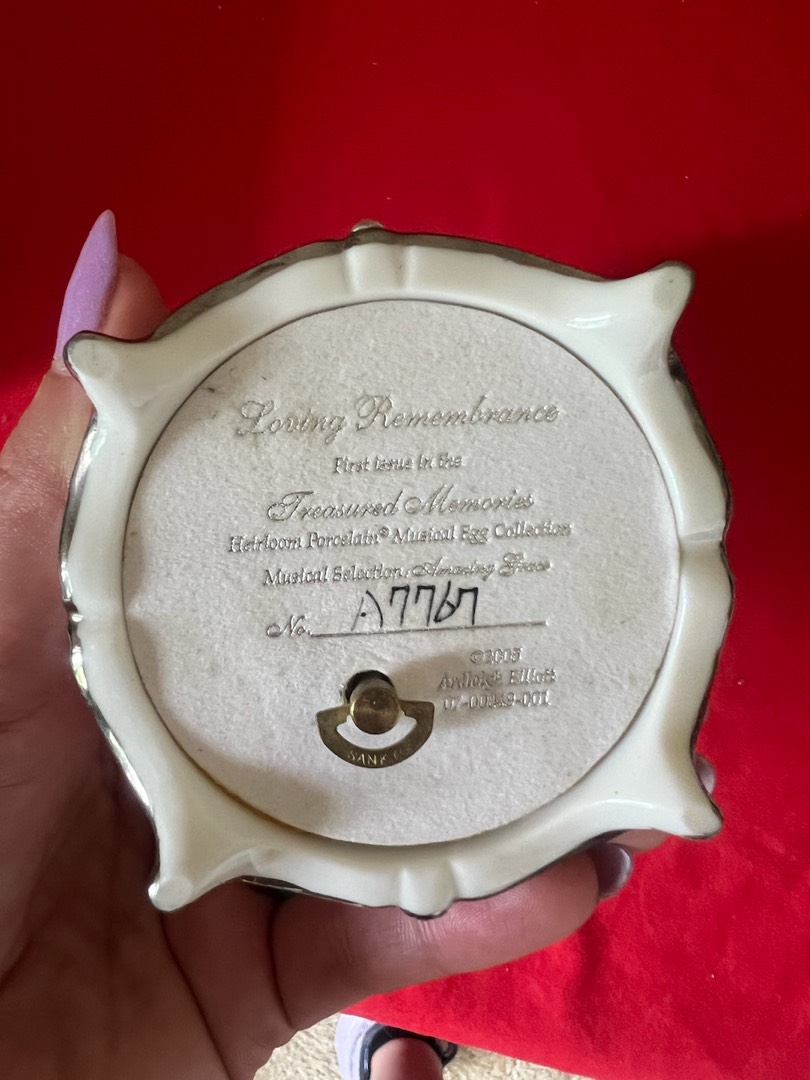 Loving Remembrance
First issue in the
Treasured Memories
Heirloom Porcelain® Musical Egg Collection
Musical Selection: Amazing Grace
No. A7767
Ardleigh Elliott
SANKYO